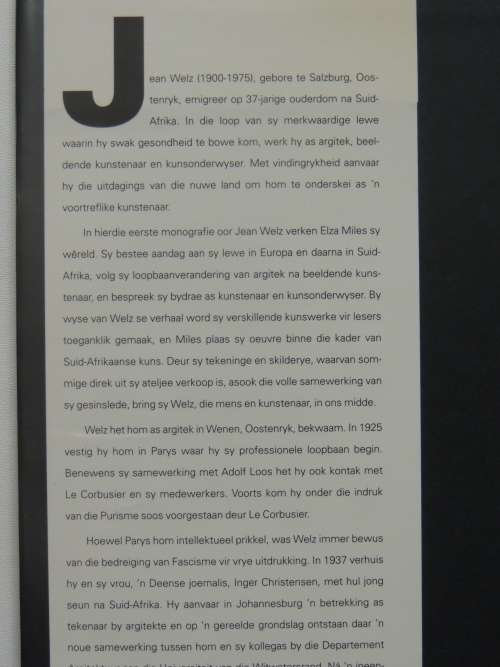 Jean Welz (1900-1975), gebore te Salzburg, Oos-
tenryk, emigreer op 37-jarige ouderdom na Suid-
Afrika. In die loop van sy merkwaardige lewe
waarin hy swak gesondheid te bowe kom, werk hy as argitek, beel-
dende kunstenaar en kunsonderwyser. Met vindingrykheid aanvaar
hy die uitdagings van die nuwe land om hom te onderskei as 'n
voortreflike kunstenaar.
In hierdie eerste monografie oor Jean Welz verken Elza Miles sy
wêreld. Sy bestee aandag aan sy lewe in Europa en daarna in Suid-
Afrika, volg sy loopbaanverandering van argitek na beeldende kuns-
tenaar, en bespreek sy bydrae as kunstenaar en kunsonderwyser. By
wyse van Welz se verhaal word sy verskillende kunswerke vir lesers
toeganklik gemaak, en Miles plaas sy oeuvre binne die kader van
Suid-Afrikaanse kuns. Deur sy tekeninge en skilderye, waarvan som-
mige direk uit sy ateljee verkoop is, asook die volle samewerking van
sy gesinslede, bring sy Welz, die mens en kunstenaar, in ons midde.
Welz het hom as argitek in Wenen, Oostenryk, bekwaam. In 1925
vestig hy hom in Parys waar hy sy professionele loopbaan begin.
Benewens sy samewerking met Adolf Loos het hy ook kontak met
Le Corbusier en sy medewerkers. Voorts kom hy onder die indruk
van die Purisme soos voorgestaan deur Le Corbusier.
Hoewel Parys hom intellektueel prikkel, was Welz immer bewus
van die bedreiging van Fascisme vir vrye uitdrukking. In 1937 verhuis
hy en sy vrou, 'n Deense joernalis, Inger Christensen, met hul jong
seun na Suid-Afrika. Hy aanvaar in Johannesburg 'n betrekking as
tekenaar by argitekte en op 'n gereelde grondslag ontstaan daar 'n
noue samewerking tussen hom en sy kollegas by die Departement
Argitektuur van die Universiteit van die Witwatersrand. Ná 'n ineen-